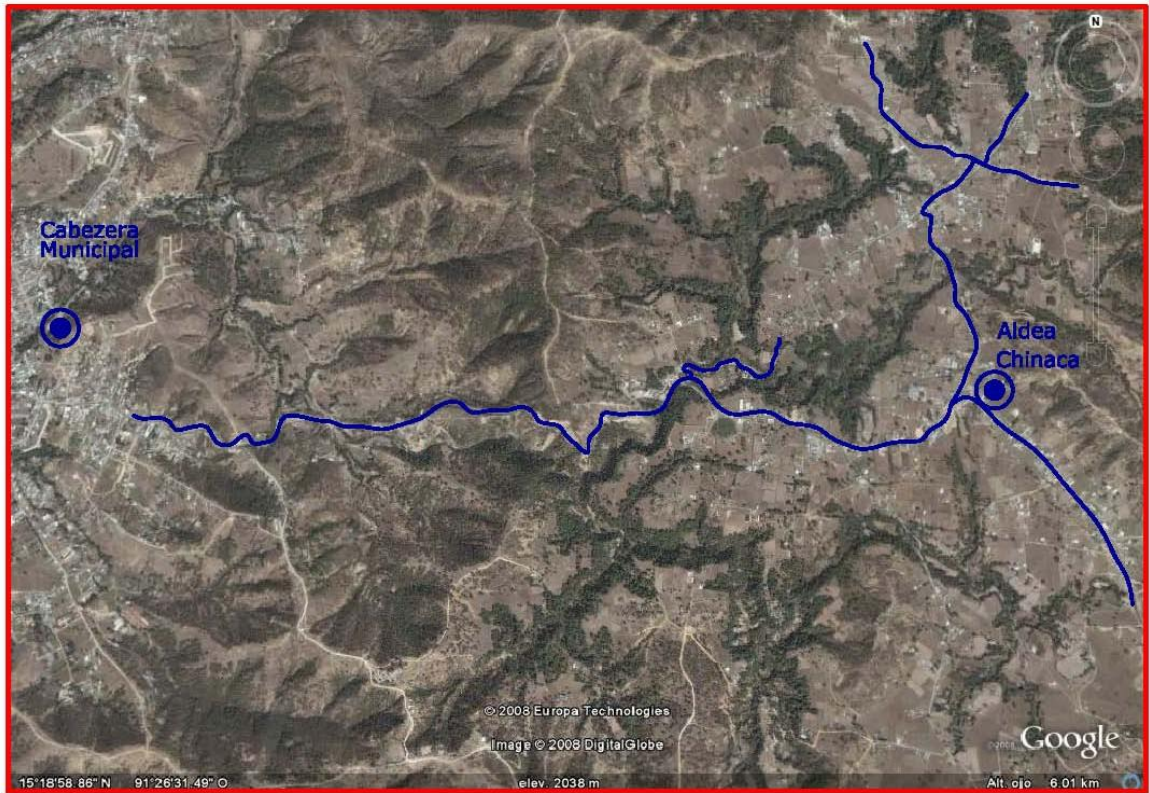 N
Cabezera
Municipal
Aldea
Chinaca
© 2008 Europa Technologies
Image © 2008 DigitalGlobe
©2008 Google
15°18'58.86" N 91°26'31.49" O elev. 2038 m Alt. ojo 6.01 km